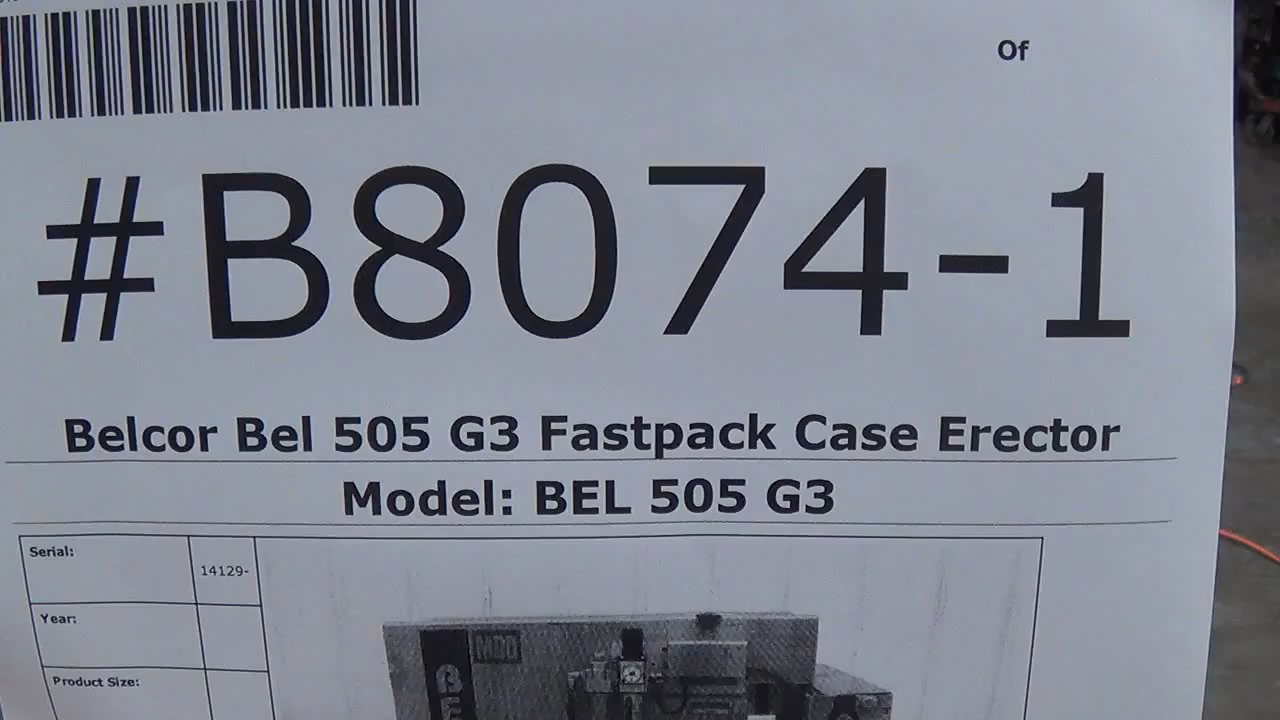 Of
#B8074-1
Belcor Bel 505 G3 Fastpack Case Erector
Model: BEL 505 G3
Serial:
14129-
Year:
Product Size: